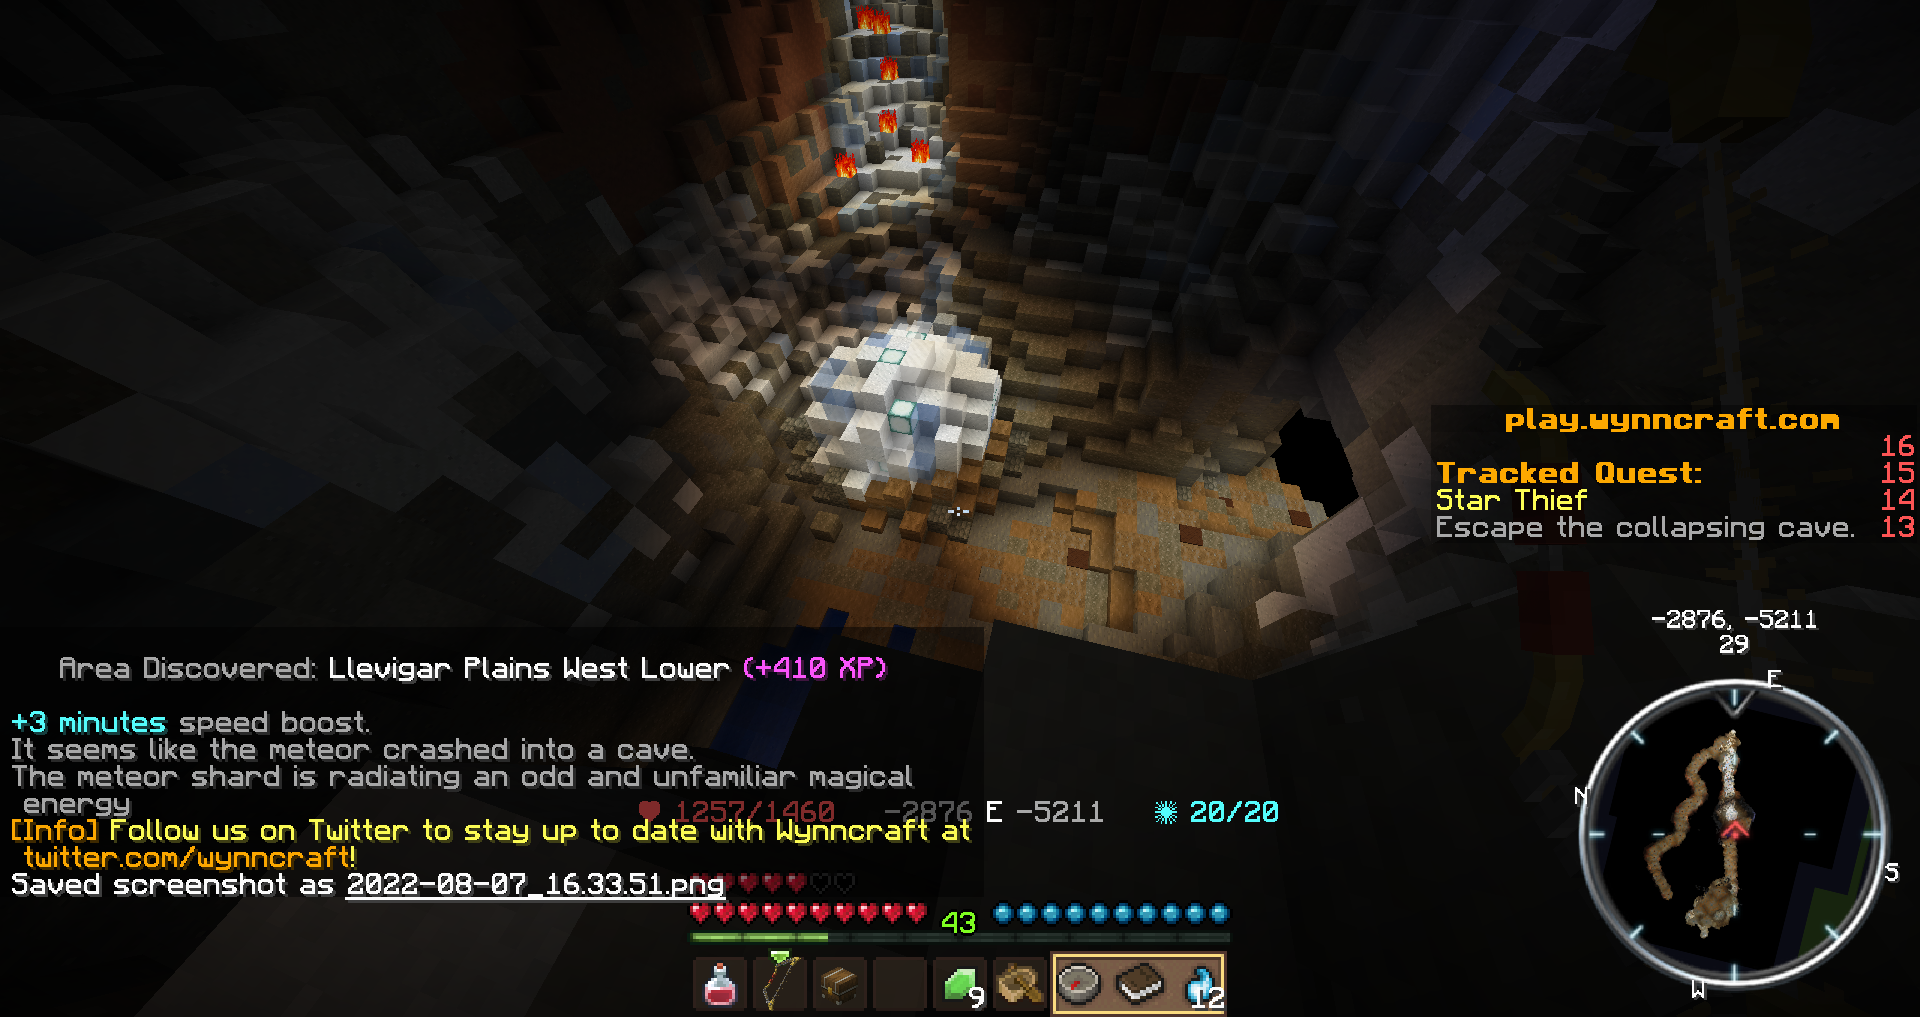 play.wynncraft.com
16
Tracked Quest: 15
Star Thief 14
Escape the collapsing cave. 13
-2876, -5211
29
E
N
S
W
Area Discovered: Llevigar Plains West Lower (+410 XP)
+3 minutes speed boost.
It seems like the meteor crashed into a cave.
The meteor shard is radiating an odd and unfamiliar magical
energy
1257/1460 -2876 E -5211 20/20
[Info] Follow us on Twitter to stay up to date with Wynncraft at
twitter.com/wynncraft!
Saved screenshot as 2022-08-07_16.33.51.png
43
9
12